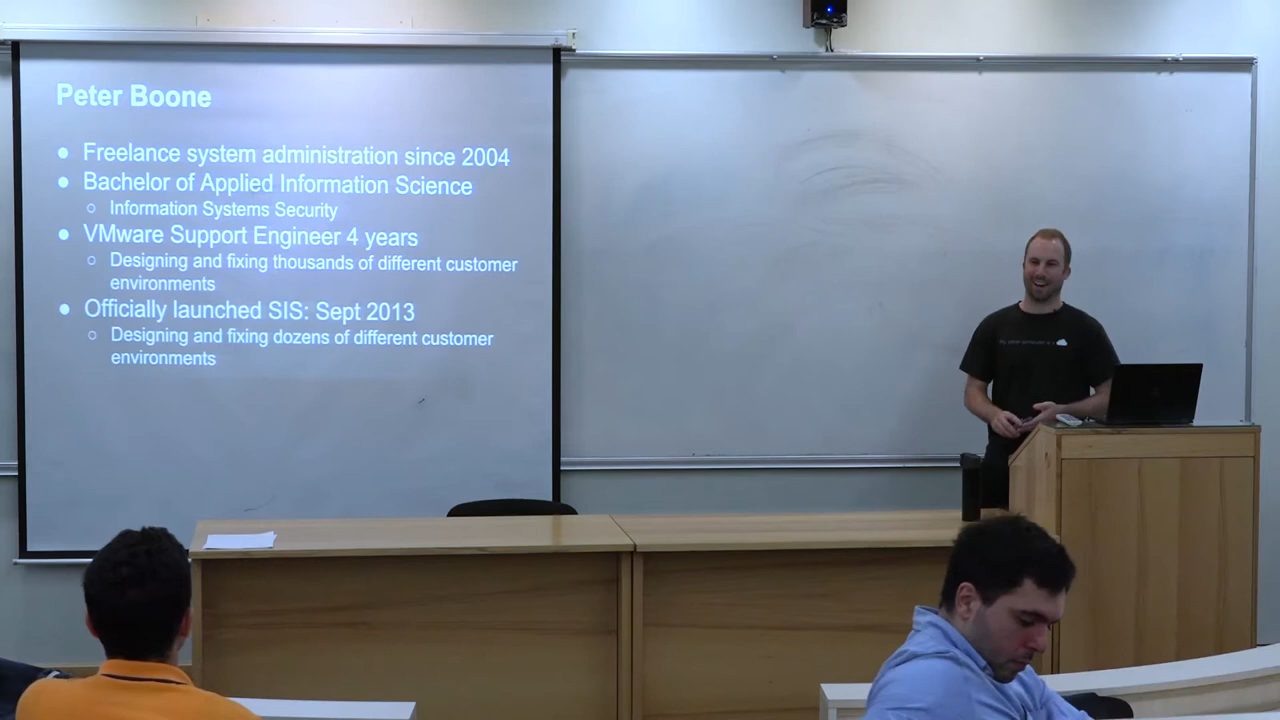 Peter Boone
● Freelance system administration since 2004
● Bachelor of Applied Information Science
○ Information Systems Security
● VMware Support Engineer 4 years
○ Designing and fixing thousands of different customer
environments
● Officially launched SIS: Sept 2013
○ Designing and fixing dozens of different customer
environments